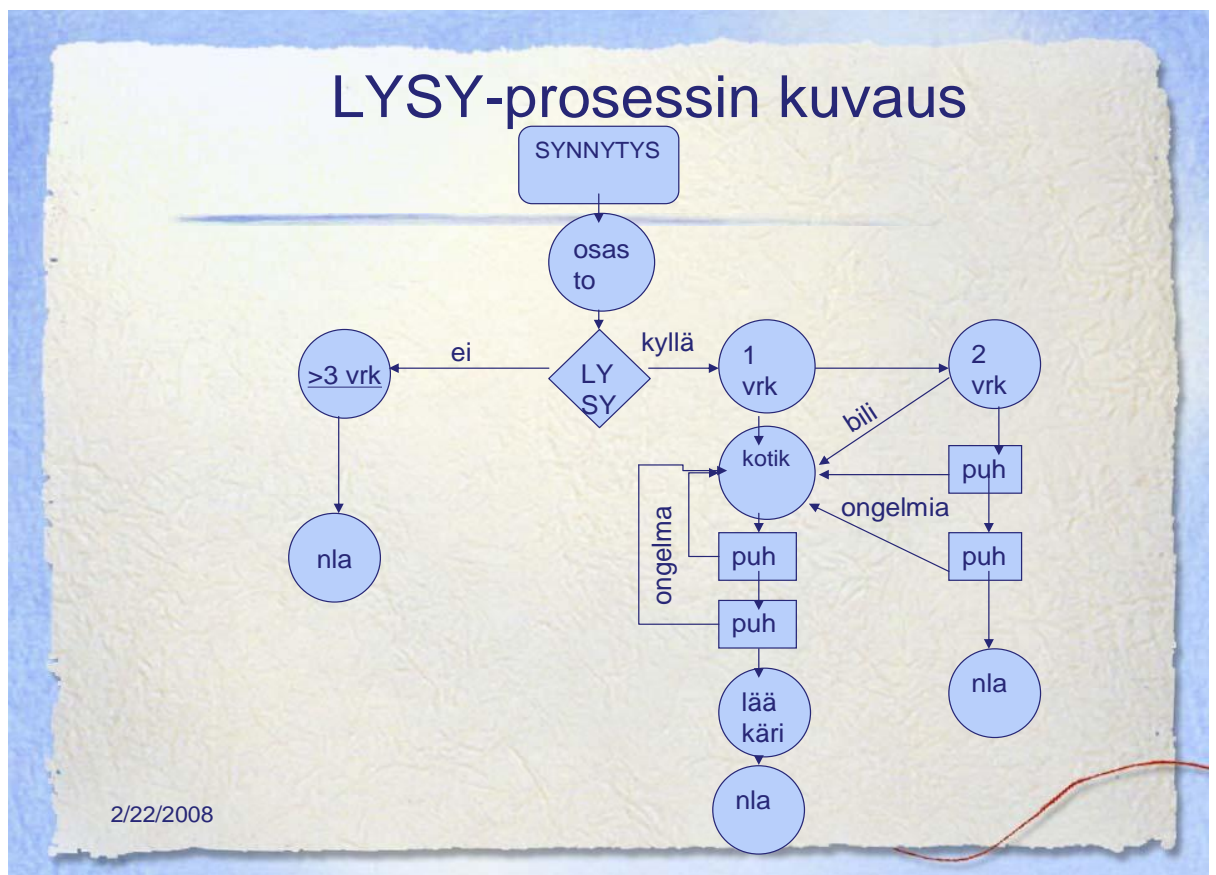 LYSY-prosessin kuvaus
SYNNYTYS
osas
to
ei
kyllä
>3 vrk
LY
SY
1
vrk
2
vrk
bili
kotik
puh
ongelmia
ongelma
puh
puh
nla
puh
nla
lää
käri
nla
2/22/2008